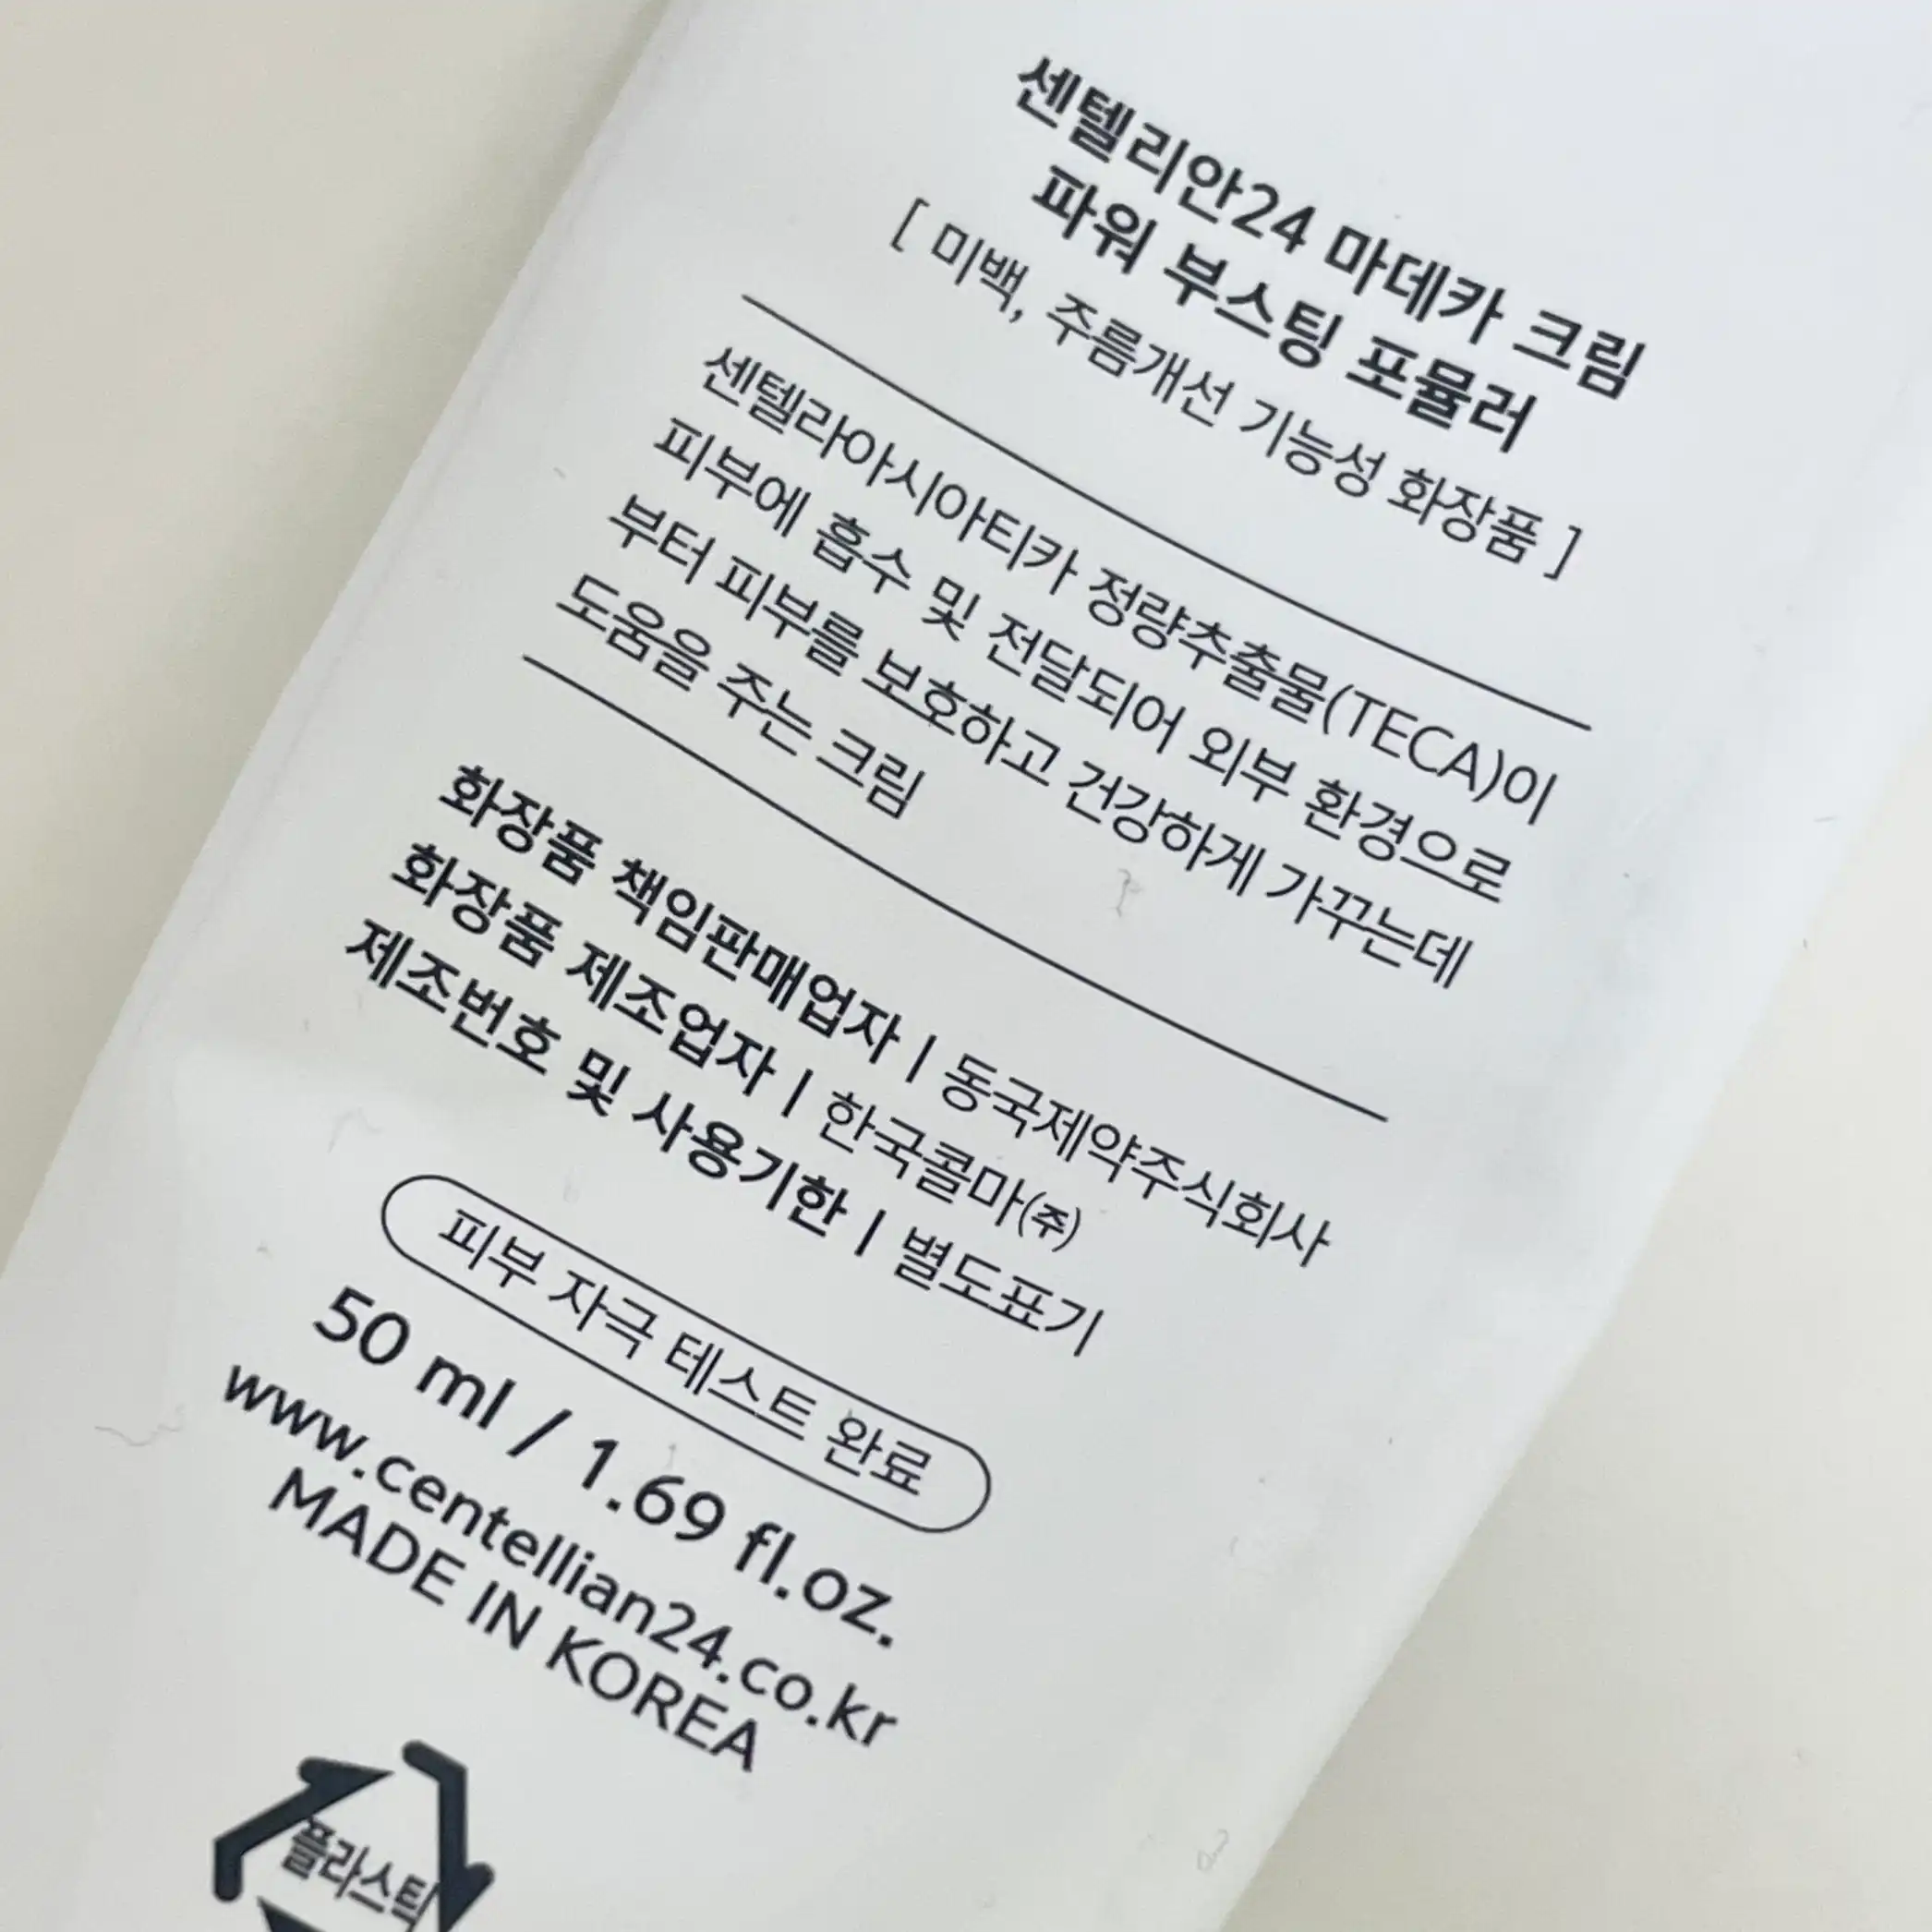 센텔리안24 마데카 크림
파워 부스팅 포뮬러
[ 미백, 주름개선 기능성 화장품 ]
센텔라아시아티카 정량추출물(TECA)이
피부에 흡수 및 전달되어 외부 환경으로
부터 피부를 보호하고 건강하게 가꾸는데
도움을 주는 크림
화장품 책임판매업자 | 동국제약주식회사
화장품 제조업자 | 한국콜마(주)
제조번호 및 사용기한 | 별도표기
피부 자극 테스트 완료
50 ml / 1.69 fl.oz.
www.centellian24.co.kr
MADE IN KOREA
플라스틱